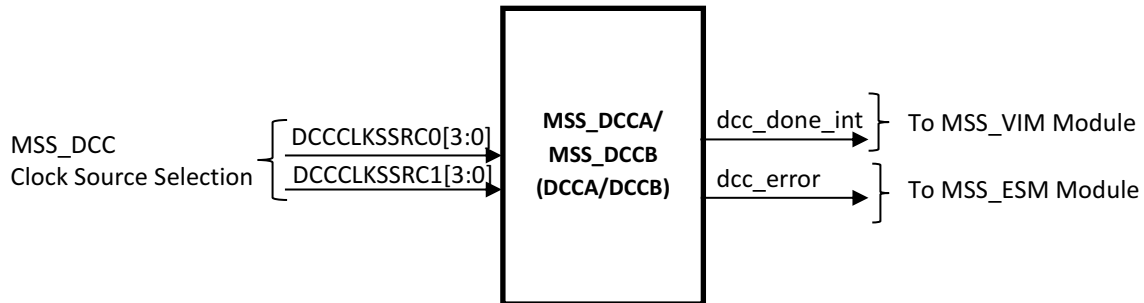 MSS_DCC
Clock Source Selection
DCCCLKSSRC0[3:0]
DCCCLKSSRC1[3:0]
MSS_DCCA/
MSS_DCCB
(DCCA/DCCB)
dcc_done_int
dcc_error
To MSS_VIM Module
To MSS_ESM Module